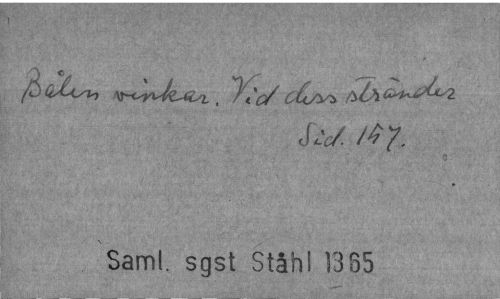 Bålen vinkar. Vid dess stränder
Sid. 157.
Saml. sgst Ståhl 1365